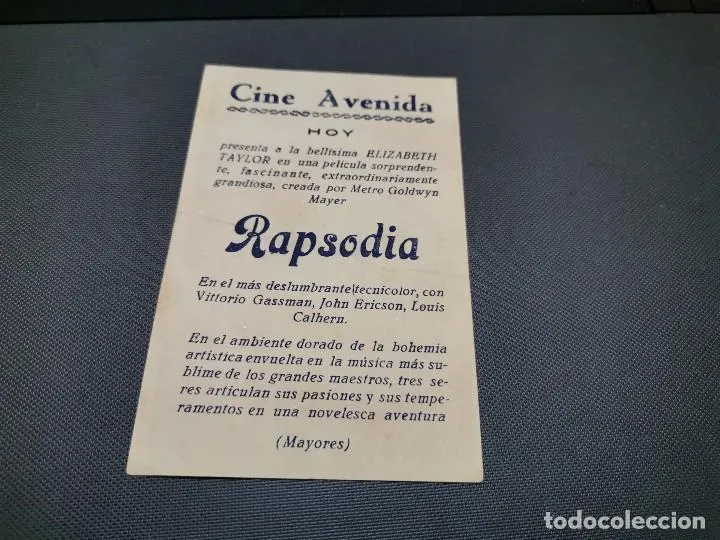 Cine Avenida
HOY
presenta a la bellisima ELIZABETH
TAYLOR en una pelicula sorprenden-
te, fascinante, extraordinariamente
grandiosa, creada por Metro Goldwyn
Mayer
Rapsodia
En el más deslumbrante tecnicolor, con
Vittorio Gassman, John Ericson, Louis
Calhern.
En el ambiente dorado de la bohemia
artistica envuelta en la música más su-
blime de los grandes maestros, tres se-
res articulan sus pasiones y sus tempe-
ramentos en una novelesca aventura
(Mayores)
todocoleccion